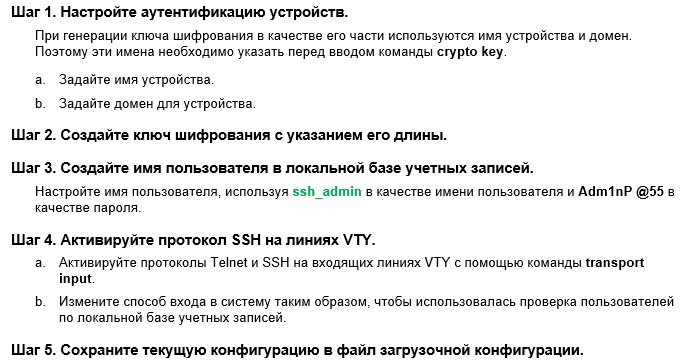 Шаг 1. Настройте аутентификацию устройств.
При генерации ключа шифрования в качестве его части используются имя устройства и домен.
Поэтому эти имена необходимо указать перед вводом команды crypto key.
a. Задайте имя устройства.
b. Задайте домен для устройства.
Шаг 2. Создайте ключ шифрования с указанием его длины.
Шаг 3. Создайте имя пользователя в локальной базе учетных записей.
Настройте имя пользователя, используя ssh_admin в качестве имени пользователя и Adm1nP @55 в
качестве пароля.
Шаг 4. Активируйте протокол SSH на линиях VTY.
a. Активируйте протоколы Telnet и SSH на входящих линиях VTY с помощью команды transport
input.
b. Измените способ входа в систему таким образом, чтобы использовалась проверка пользователей
по локальной базе учетных записей.
Шаг 5. Сохраните текущую конфигурацию в файл загрузочной конфигурации.